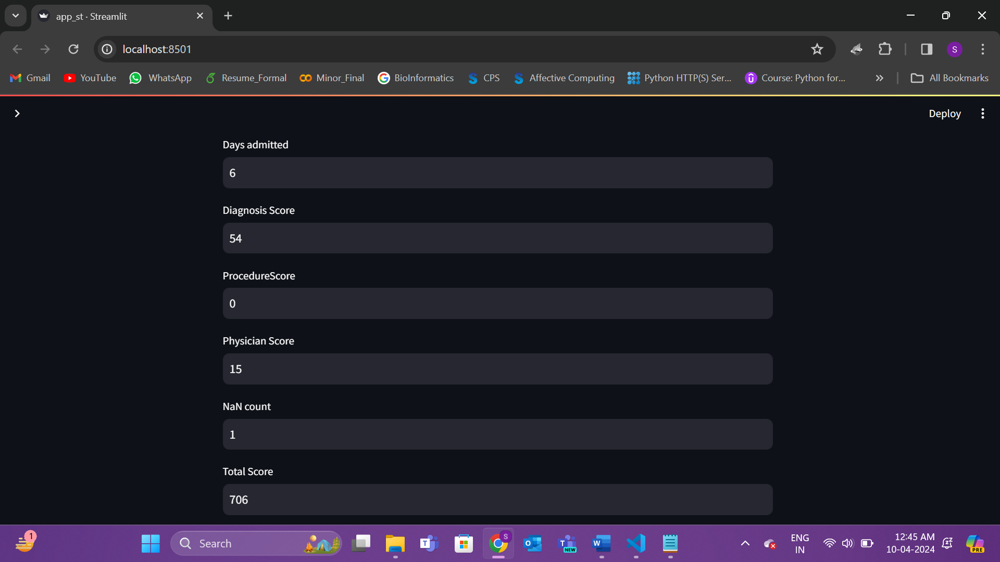 app_st · Streamlit
localhost:8501
S
Gmail
YouTube
WhatsApp
Resume_Formal
Minor_Final
BioInformatics
CPS
Affective Computing
Python HTTP(S) Ser...
Course: Python for...
All Bookmarks
Deploy
Days admitted
6
Diagnosis Score
54
ProcedureScore
0
Physician Score
15
NaN count
1
Total Score
706
1
Search
T
S
O
T
NEW
W
ENG
IN
12:45 AM
10-04-2024
PRE